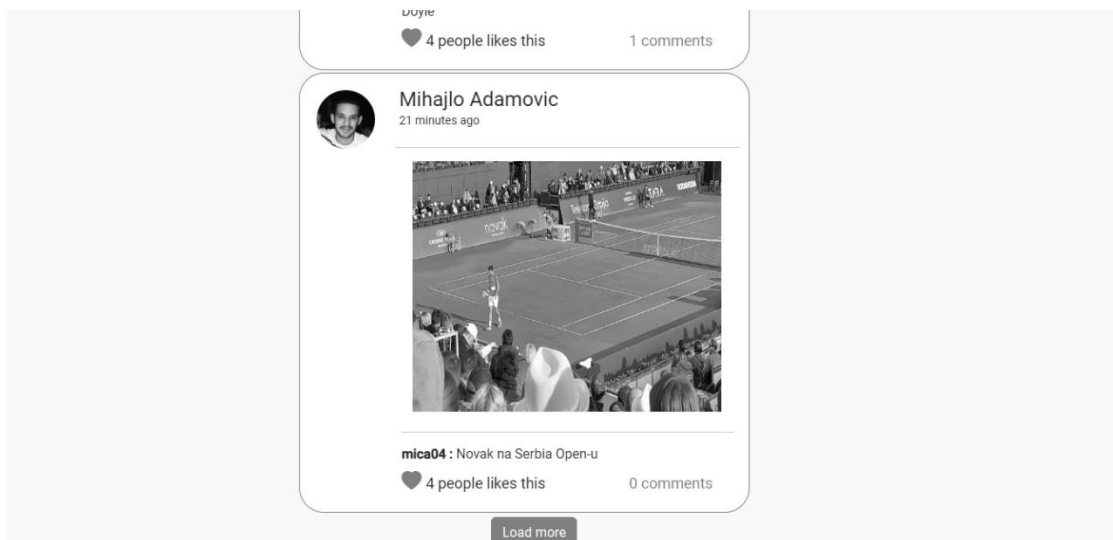 Doyle
4 people likes this
1 comments
Mihajlo Adamovic
21 minutes ago
novak
mica04 : Novak na Serbia Open-u
4 people likes this
0 comments
Load more